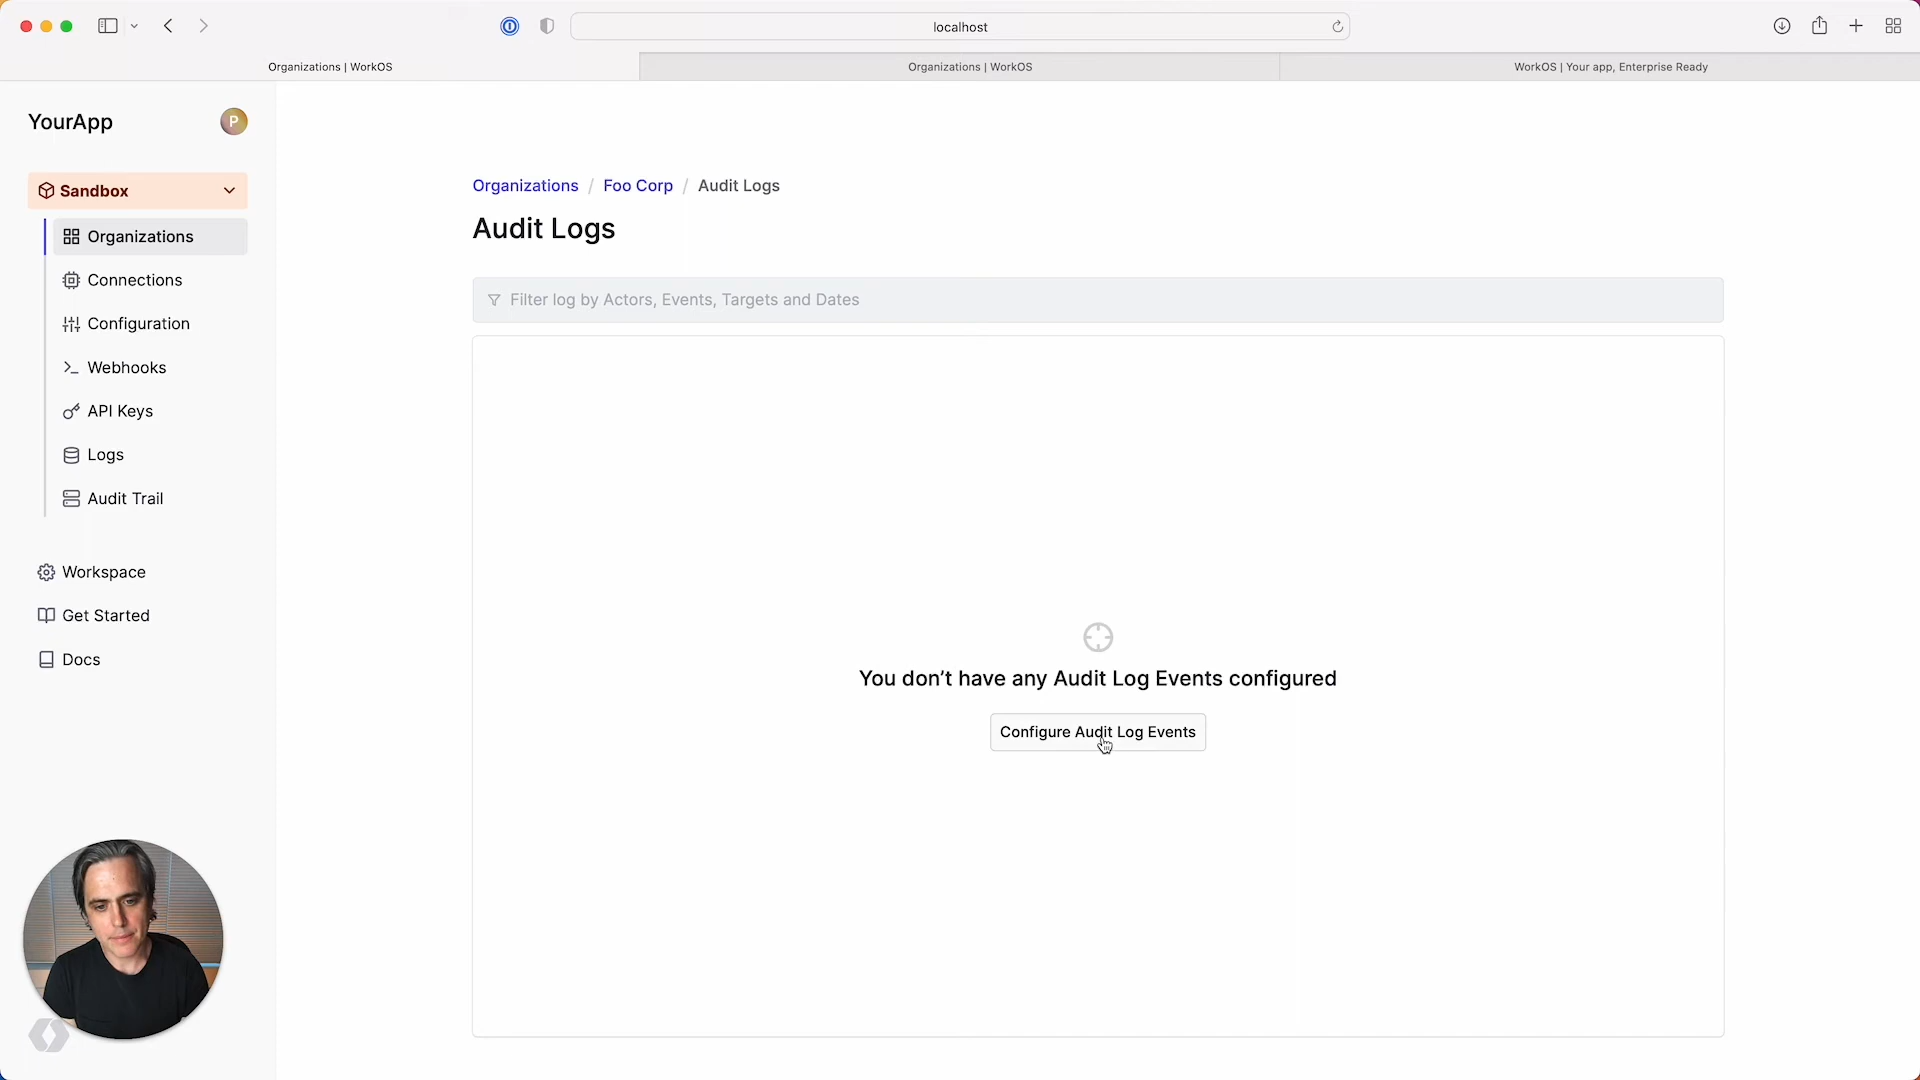 localhost
Organizations | WorkOS
Organizations | WorkOS
WorkOS | Your app, Enterprise Ready
YourApp
P
Sandbox
Organizations
Connections
Configuration
Webhooks
API Keys
Logs
Audit Trail
Workspace
Get Started
Docs
Organizations / Foo Corp / Audit Logs
Audit Logs
Filter log by Actors, Events, Targets and Dates
You don’t have any Audit Log Events configured
Configure Audit Log Events